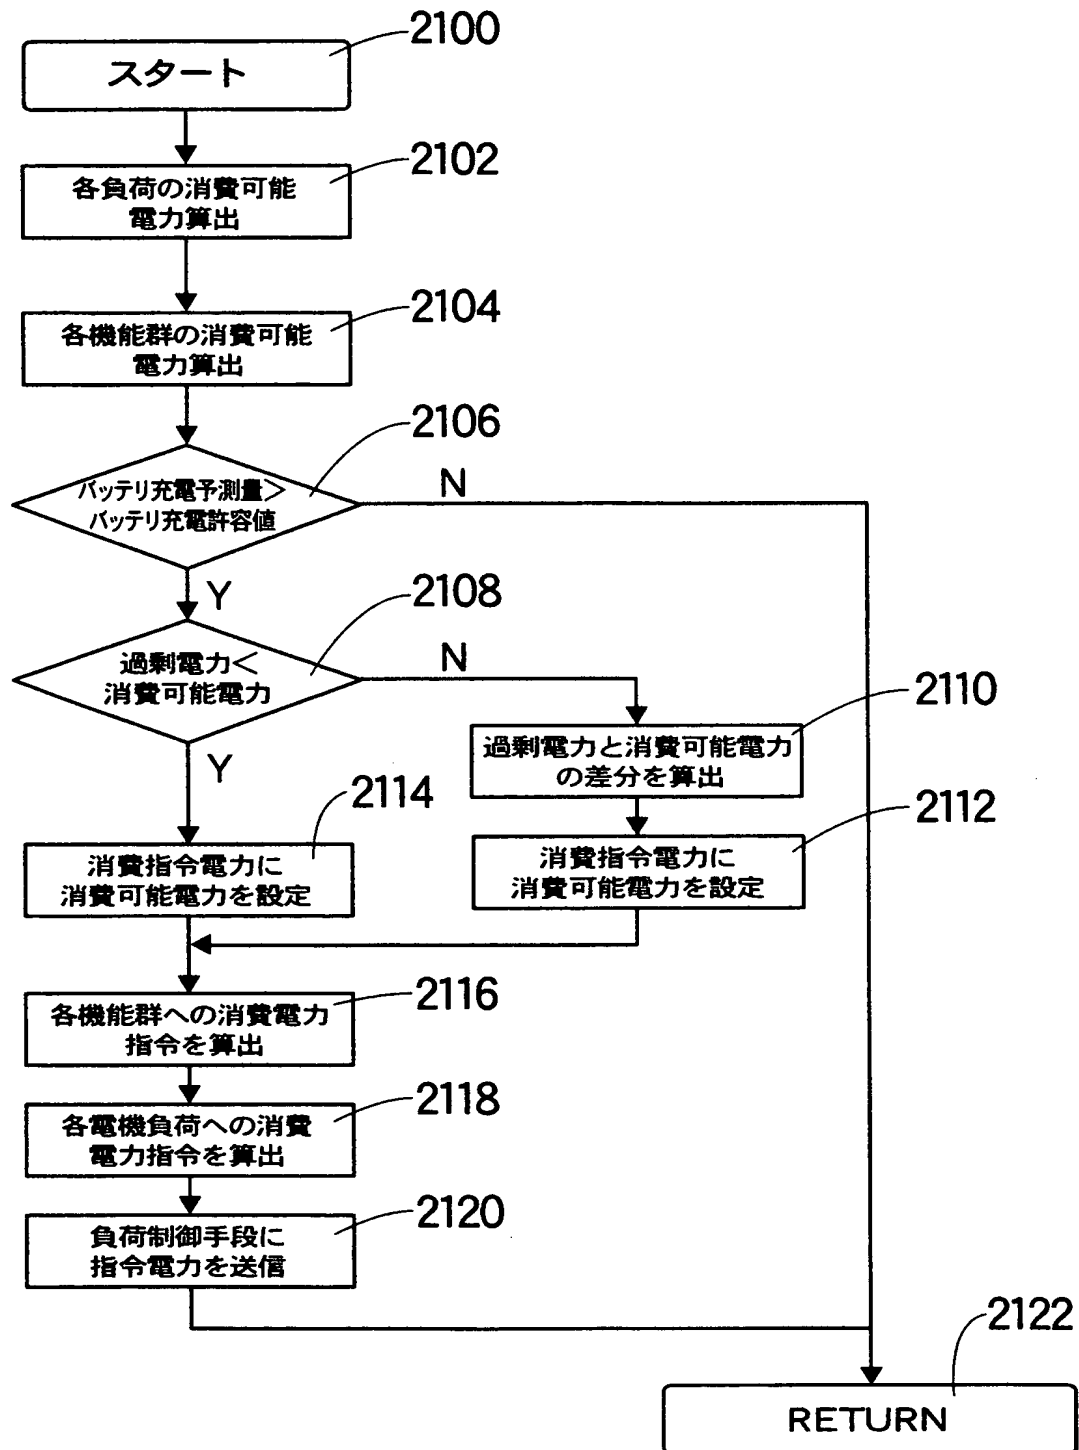 2100
スタート
2102
各負荷の消費可能
電力算出
2104
各機能群の消費可能
電力算出
2106
バッテリ充電予測量＞
バッテリ充電許容値
N
Y
2108
過剰電力＜
消費可能電力
N
Y
2110
過剰電力と消費可能電力
の差分を算出
2112
消費指令電力に
消費可能電力を設定
2114
消費指令電力に
消費可能電力を設定
2116
各機能群への消費電力
指令を算出
2118
各電機負荷への消費
電力指令を算出
2120
負荷制御手段に
指令電力を送信
2122
RETURN